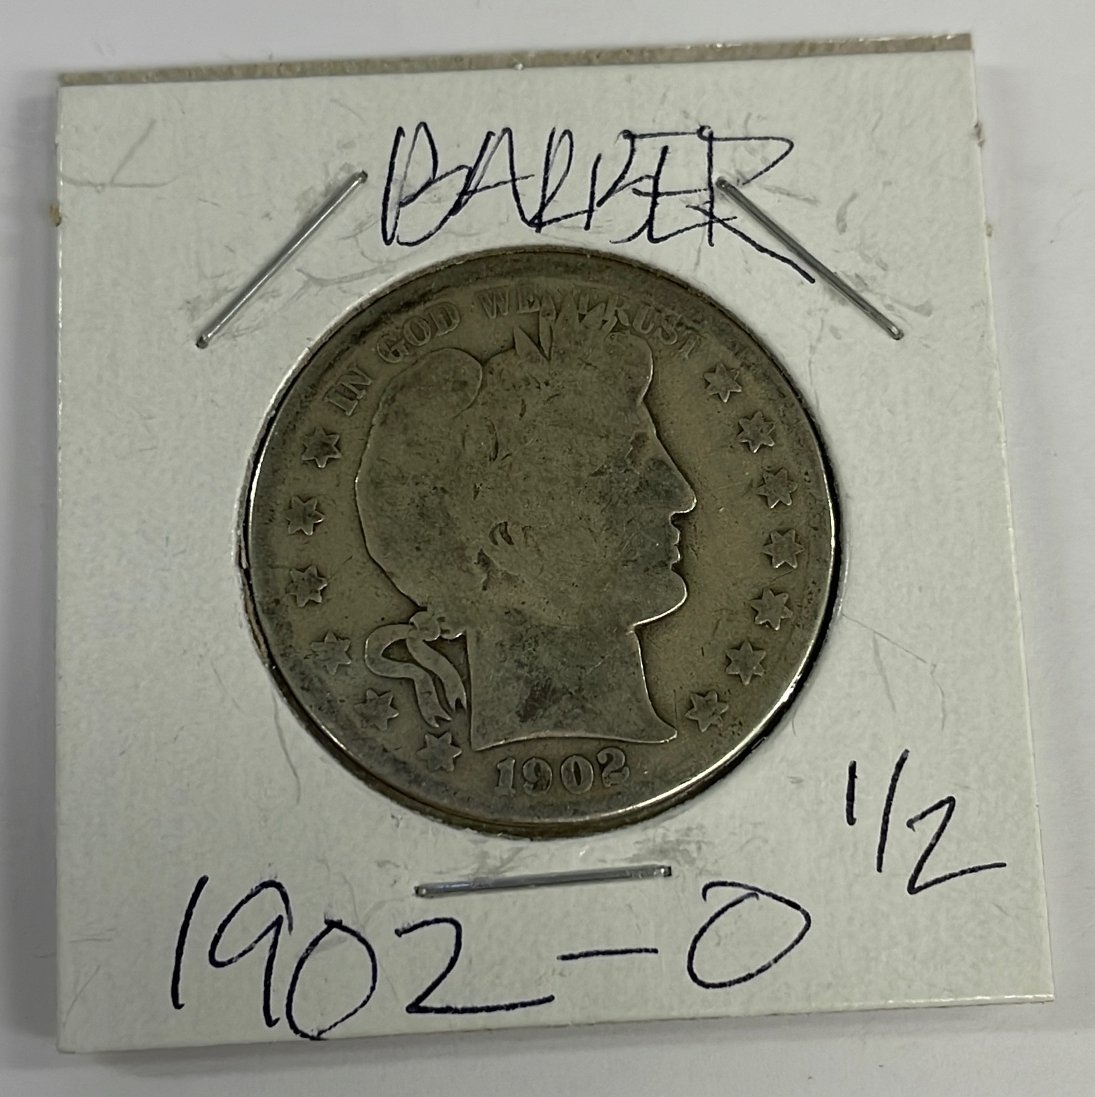 BARBER
IN GOD WE TRUST
1902
1/2
1902-O